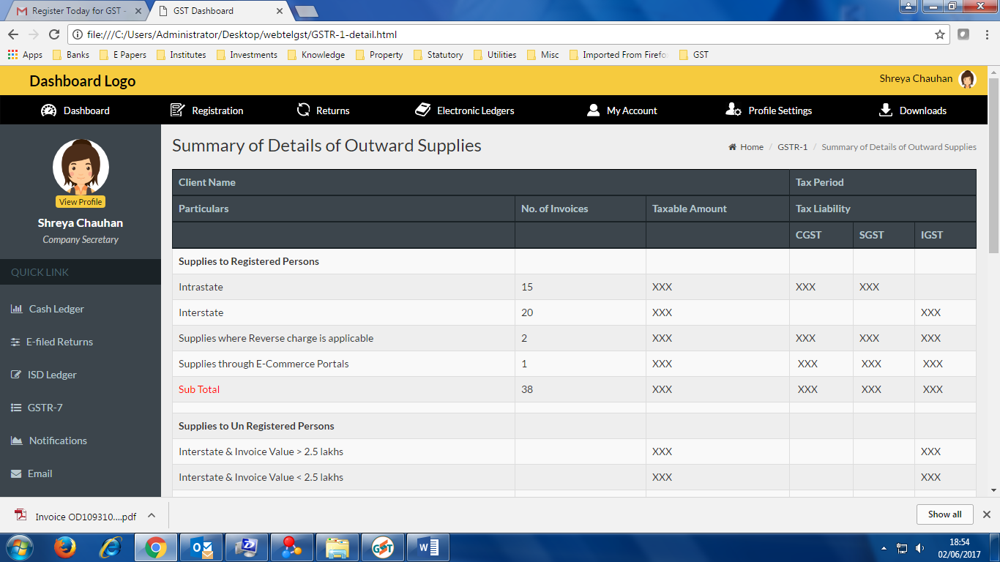 Register Today for GST -
GST Dashboard
file:///C:/Users/Administrator/Desktop/webtelgst/GSTR-1-detail.html
Apps Banks E Papers Institutes Investments Knowledge Property Statutory Utilities Misc Imported From Firefo GST
Dashboard Logo
Shreya Chauhan
Dashboard Registration Returns Electronic Ledgers My Account Profile Settings Downloads
View Profile
Shreya Chauhan
Company Secretary
QUICK LINK
Cash Ledger
E-filed Returns
ISD Ledger
GSTR-7
Notifications
Email
Summary of Details of Outward Supplies
Home / GSTR-1 / Summary of Details of Outward Supplies
Client Name Tax Period
Particulars No. of Invoices Taxable Amount Tax Liability
CGST SGST IGST
Supplies to Registered Persons
Intrastate 15 XXX XXX XXX
Interstate 20 XXX XXX
Supplies where Reverse charge is applicable 2 XXX XXX XXX XXX
Supplies through E-Commerce Portals 1 XXX XXX XXX XXX
Sub Total 38 XXX XXX XXX XXX
Supplies to Un Registered Persons
Interstate & Invoice Value > 2.5 lakhs XXX XXX
Interstate & Invoice Value < 2.5 lakhs XXX XXX
Invoice OD109310....pdf
Show all
GST
18:54
02/06/2017